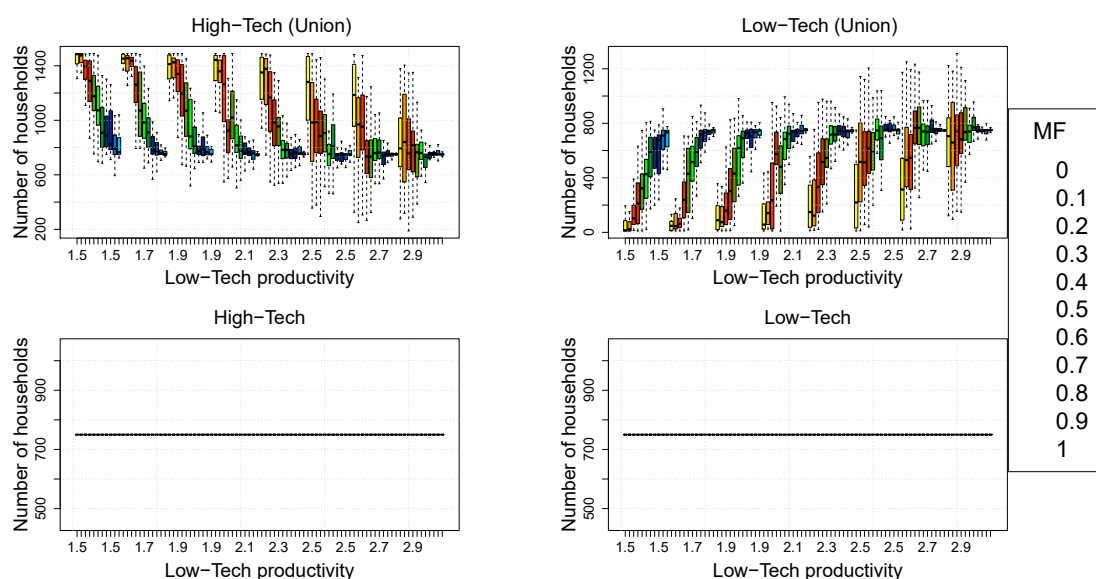 High−Tech (Union)
Number of households
200 600 1000 1400
1.5 1.5 1.7 1.9 1.9 2.1 2.3 2.5 2.5 2.7 2.9
Low−Tech productivity
Low−Tech (Union)
Number of households
0 400 800 1200
1.5 1.5 1.7 1.9 1.9 2.1 2.3 2.5 2.5 2.7 2.9
Low−Tech productivity
High−Tech
Number of households
500 700 900
1.5 1.5 1.7 1.9 1.9 2.1 2.3 2.5 2.5 2.7 2.9
Low−Tech productivity
Low−Tech
Number of households
500 700 900
1.5 1.5 1.7 1.9 1.9 2.1 2.3 2.5 2.5 2.7 2.9
Low−Tech productivity
MF
0
0.1
0.2
0.3
0.4
0.5
0.6
0.7
0.8
0.9
1